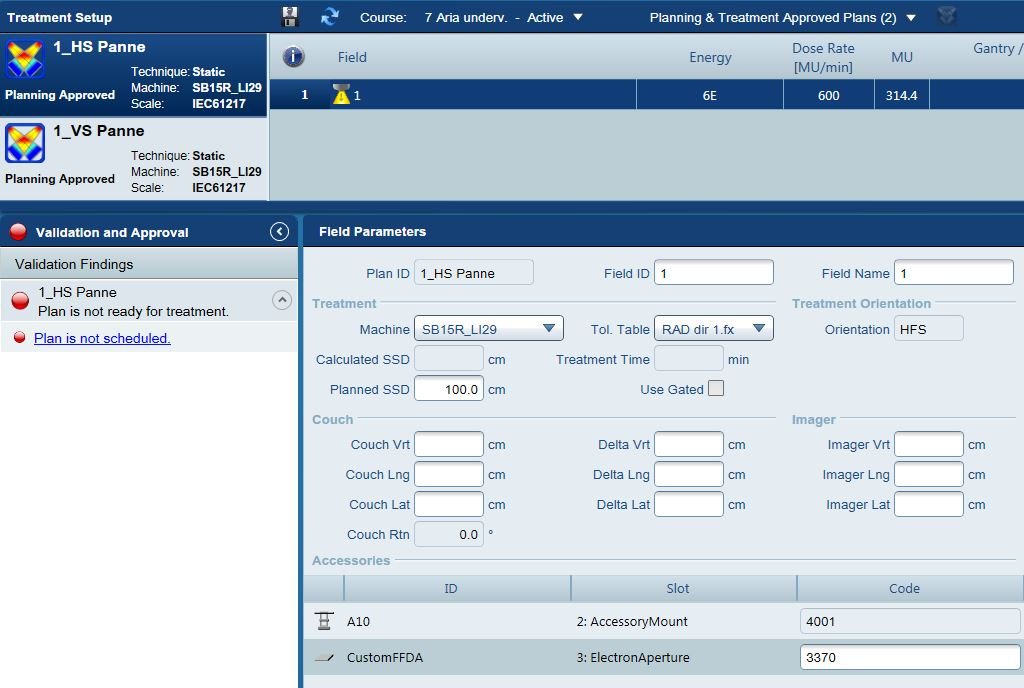 Treatment Setup
Course: 7 Aria underv. - Active
Planning & Treatment Approved Plans (2)
1_HS Panne
Technique: Static
Machine: SB15R_LI29
Scale: IEC61217
Planning Approved
1_VS Panne
Technique: Static
Machine: SB15R_LI29
Scale: IEC61217
Planning Approved
Field Energy Dose Rate [MU/min] MU Gantry /
1 1 6E 600 314.4
Validation and Approval
Validation Findings
1_HS Panne
Plan is not ready for treatment.
Plan is not scheduled.
Field Parameters
Plan ID 1_HS Panne Field ID 1 Field Name 1
Treatment Treatment Orientation
Machine SB15R_LI29 Tol. Table RAD dir 1.fx Orientation HFS
Calculated SSD cm Treatment Time min
Planned SSD 100.0 cm Use Gated
Couch Imager
Couch Vrt cm Delta Vrt cm Imager Vrt cm
Couch Lng cm Delta Lng cm Imager Lng cm
Couch Lat cm Delta Lat cm Imager Lat cm
Couch Rtn 0.0 °
Accessories
ID Slot Code
A10 2: AccessoryMount 4001
CustomFFDA 3: ElectronAperture 3370